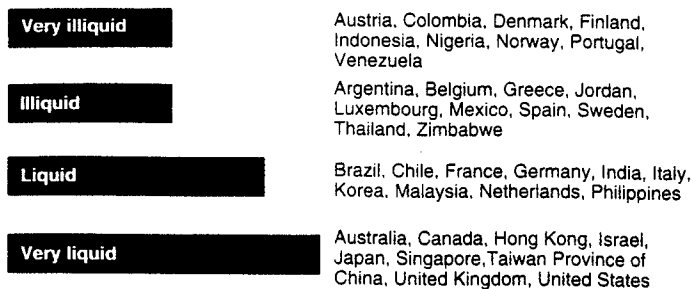 Very illiquid
Austria, Colombia, Denmark, Finland,
Indonesia, Nigeria, Norway, Portugal,
Venezuela
Illiquid
Argentina, Belgium, Greece, Jordan,
Luxembourg, Mexico, Spain, Sweden,
Thailand, Zimbabwe
Liquid
Brazil, Chile, France, Germany, India, Italy,
Korea, Malaysia, Netherlands, Philippines
Very liquid
Australia, Canada, Hong Kong, Israel,
Japan, Singapore,Taiwan Province of
China, United Kingdom, United States